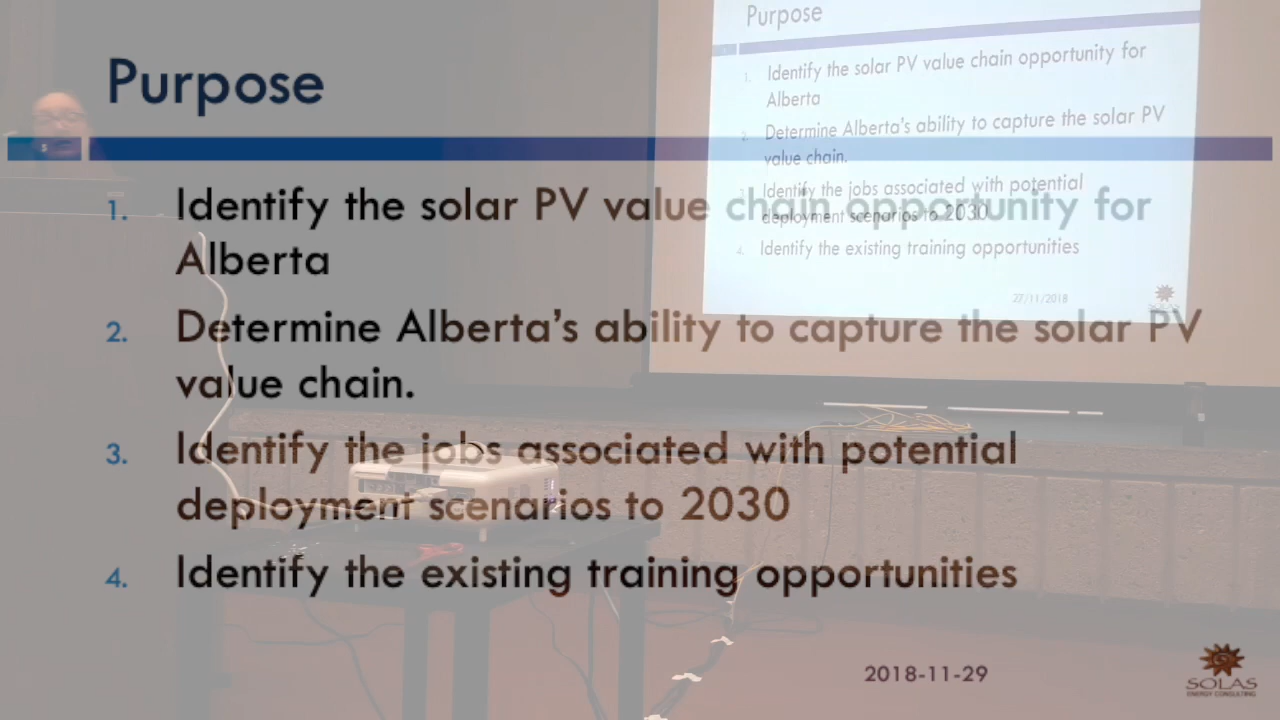 Purpose
5
1. Identify the solar PV value chain opportunity for
Alberta
2. Determine Alberta's ability to capture the solar PV
value chain.
3. Identify the jobs associated with potential
deployment scenarios to 2030
4. Identify the existing training opportunities
2018-11-29
SOLAS
ENERGY CONSULTING
Purpose
1. Identify the solar PV value chain opportunity for
Alberta
2. Determine Alberta's ability to capture the solar PV
value chain.
Identify the jobs associated with potential
deployment scenarios to 2030
4. Identify the existing training opportunities
27/11/2018